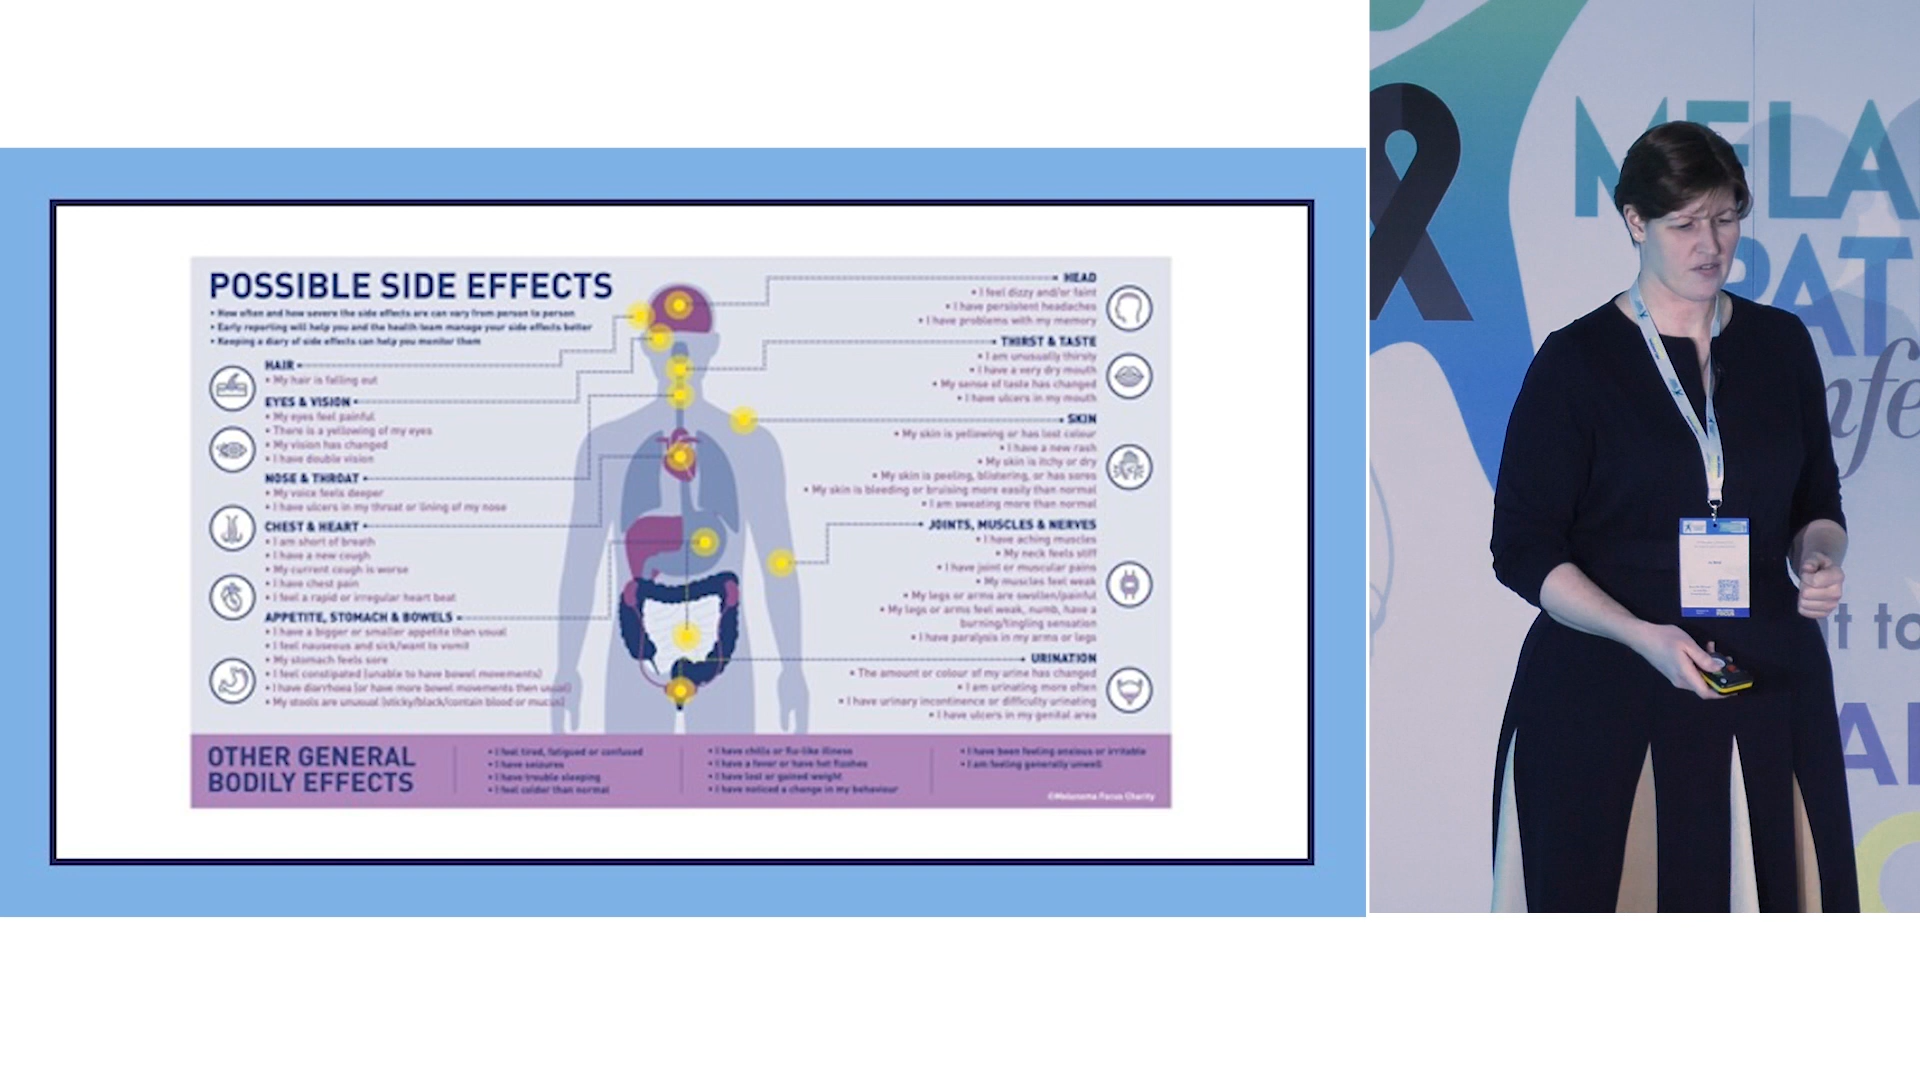 POSSIBLE SIDE EFFECTS
• How often and how severe the side effects are can vary from person to person
• Early reporting will help you and the health team manage your side effects better
• Keeping a diary of side effects can help you monitor them
HAIR
• My hair is falling out
EYES & VISION
• My eyes feel painful
• There is a yellowing of my eyes
• My vision has changed
• I have double vision
NOSE & THROAT
• My voice feels deeper
• I have ulcers in my throat or lining of my nose
CHEST & HEART
• I am short of breath
• I have a new cough
• My current cough is worse
• I have chest pain
• I feel a rapid or irregular heart beat
APPETITE, STOMACH & BOWELS
• I have a bigger or smaller appetite than usual
• I feel nauseous and sick/want to vomit
• My stomach feels sore
• I feel constipated (unable to have bowel movements)
• I have diarrhoea (or have more bowel movements then usual)
• My stools are unusual (sticky/black/contain blood or mucus)
HEAD
• I feel dizzy and/or faint
• I have persistent headaches
• I have problems with my memory
THIRST & TASTE
• I am unusually thirsty
• I have a very dry mouth
• My sense of taste has changed
• I have ulcers in my mouth
SKIN
• My skin is yellowing or has lost colour
• I have a new rash
• My skin is itchy or dry
• My skin is peeling, blistering, or has sores
• My skin is bleeding or bruising more easily than normal
• I am sweating more than normal
JOINTS, MUSCLES & NERVES
• I have aching muscles
• My neck feels stiff
• I have joint or muscular pains
• My muscles feel weak
• My legs or arms are swollen/painful
• My legs or arms feel weak, numb, have a
burning/tingling sensation
• I have paralysis in my arms or legs
URINATION
• The amount or colour of my urine has changed
• I am urinating more often
• I have urinary incontinence or difficulty urinating
• I have ulcers in my genital area
OTHER GENERAL
BODILY EFFECTS
• I feel tired, fatigued or confused
• I have seizures
• I have trouble sleeping
• I feel colder than normal
• I have chills or flu-like illness
• I have a fever or have hot flushes
• I have lost or gained weight
• I have noticed a change in my behaviour
• I have been feeling anxious or irritable
• I am feeling generally unwell
©Melanoma Focus Charity
MELA
PAT
nfe
it to